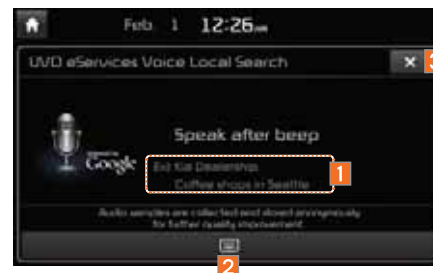 Feb. 1 12:26am
UVO eServices Voice Local Search
3
Speak after beep
Google
Ex) Kia Dealership
Coffee shops in Seattle
1
Audio samples are collected and stored anonymously
for further quality improvement.
2